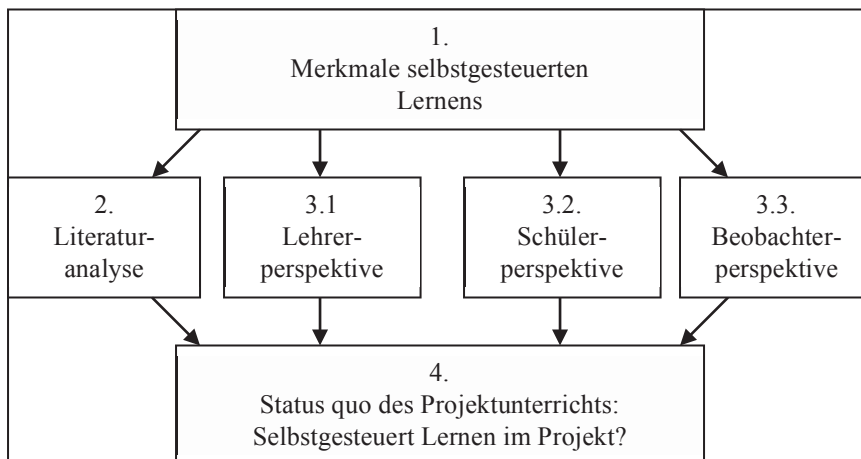 1.
Merkmale selbstgesteuerten
Lernens
2.
Literatur-
analyse
3.1
Lehrer-
perspektive
3.2.
Schüler-
perspektive
3.3.
Beobachter-
perspektive
4.
Status quo des Projektunterrichts:
Selbstgesteuert Lernen im Projekt?